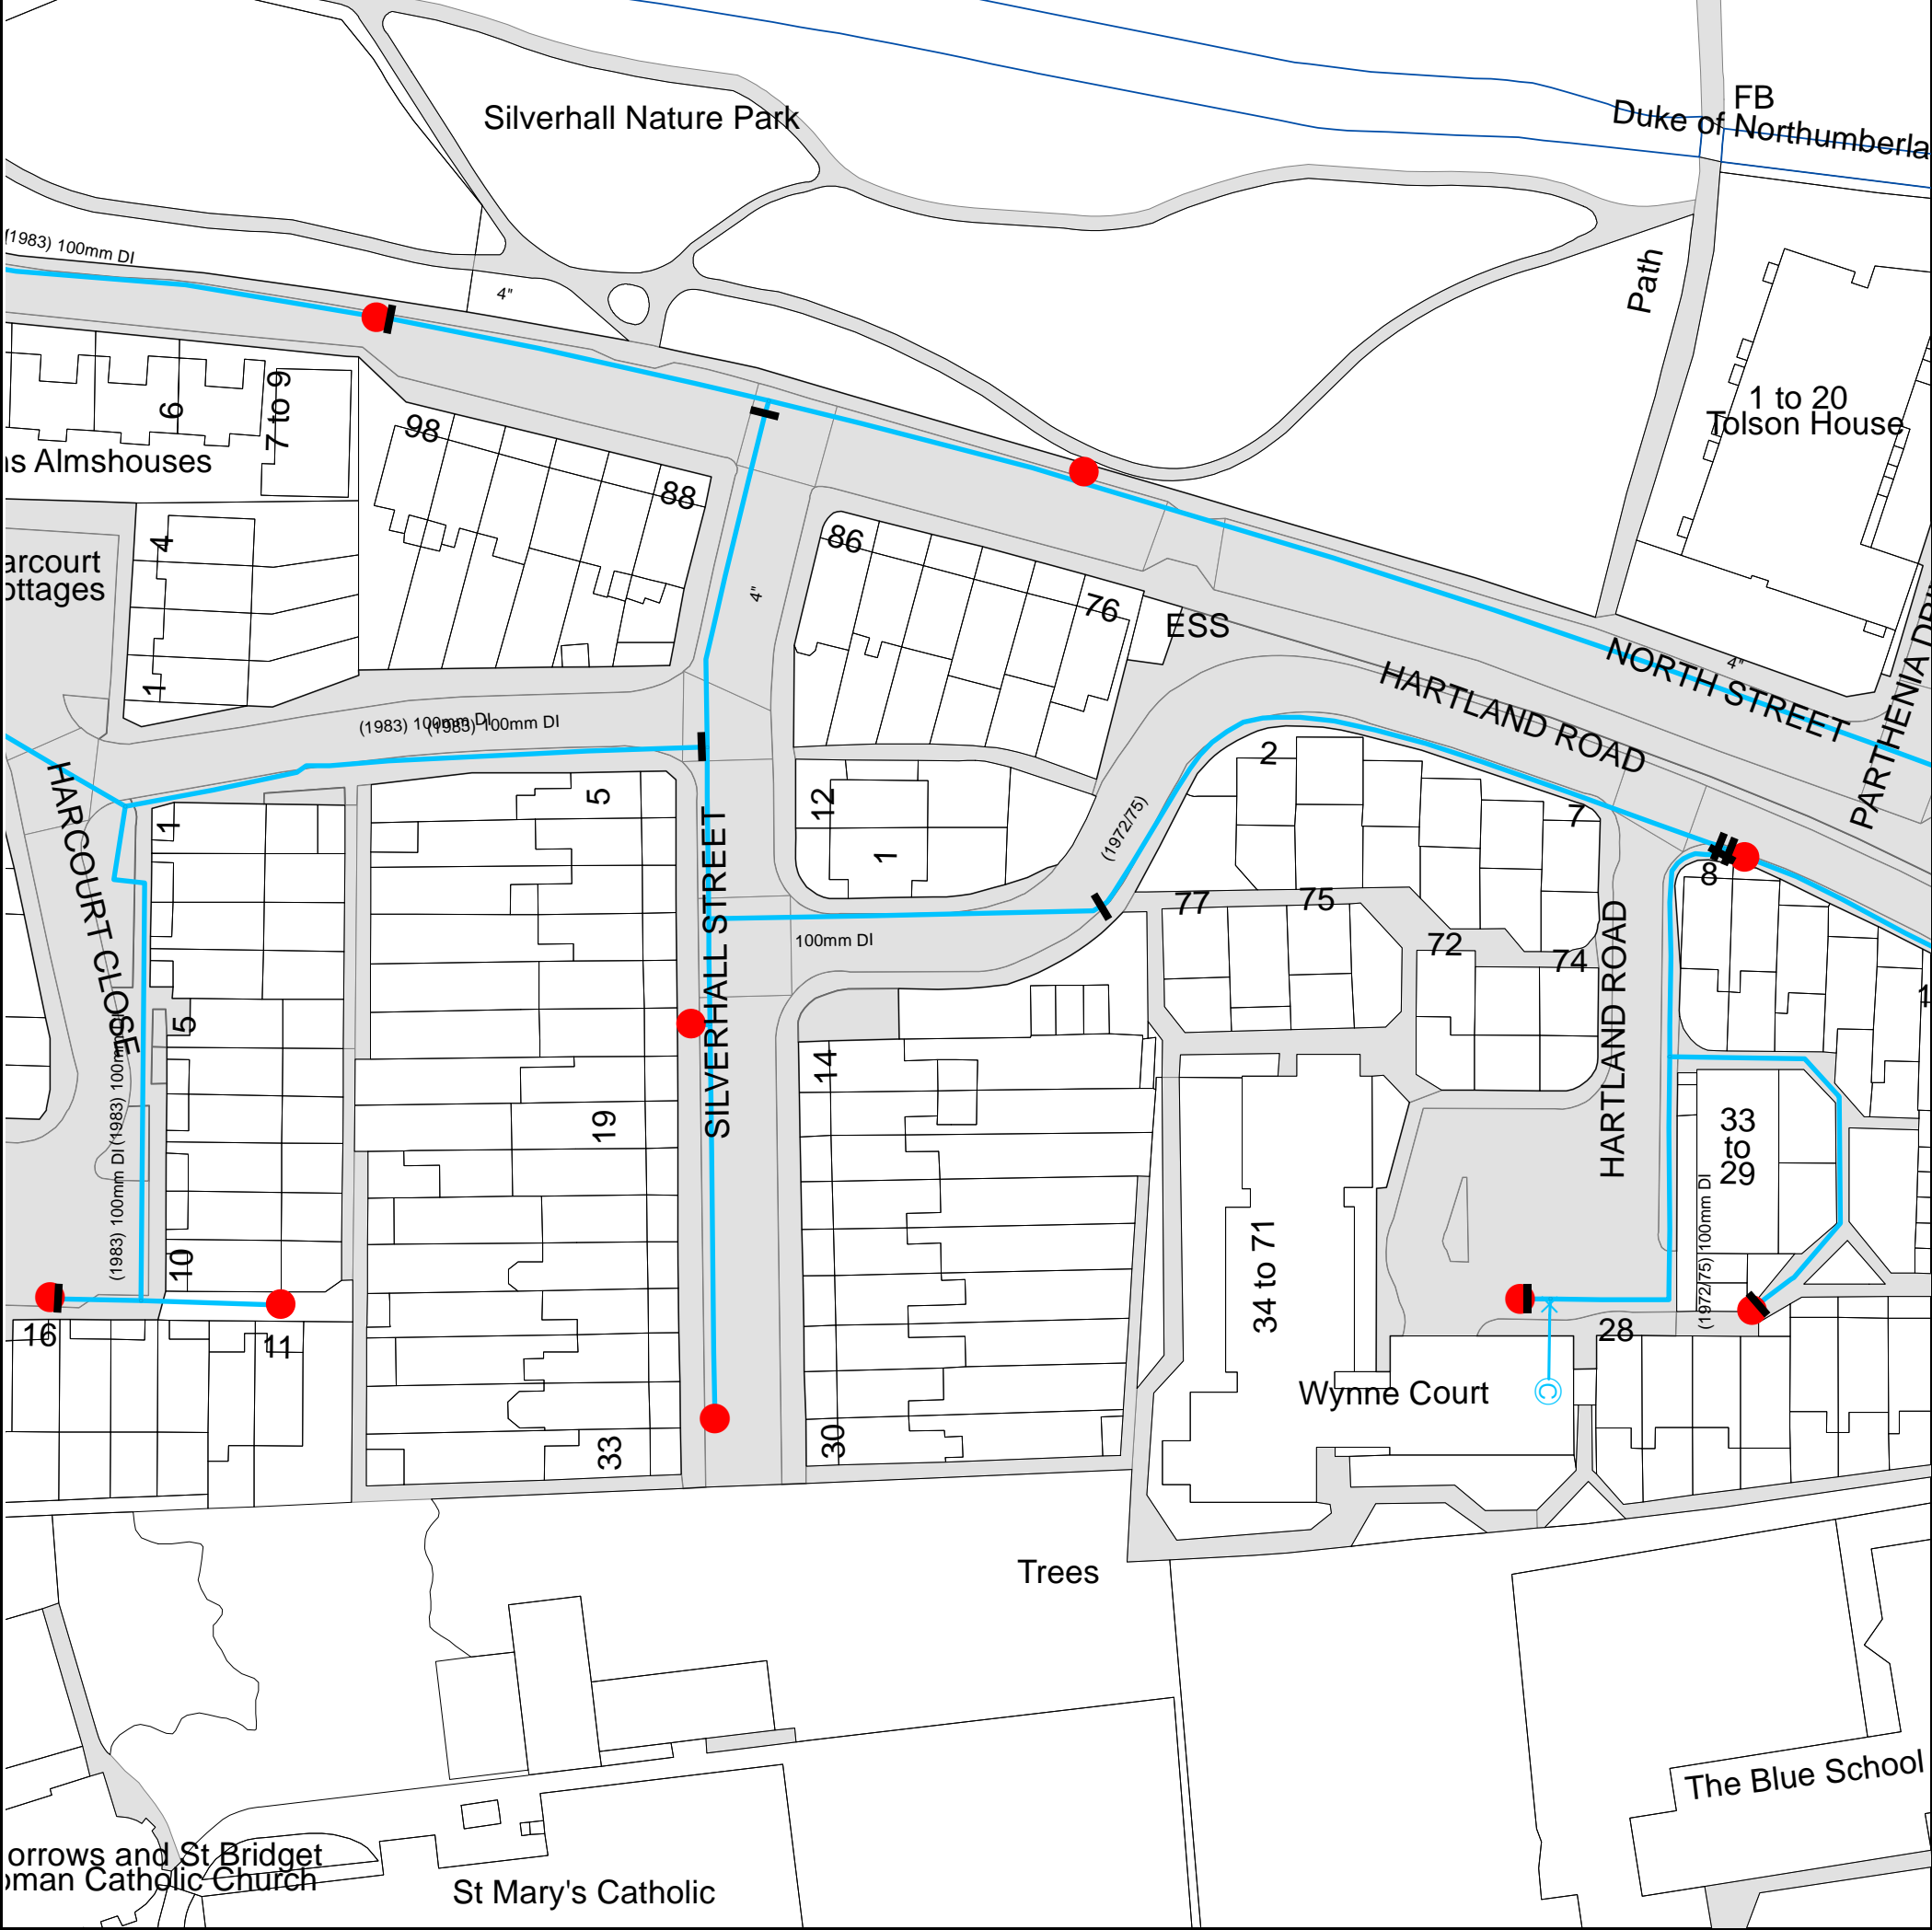 Silverhall Nature Park
FB
Duke of Northumberla
(1983) 100mm DI
4"
Path
1 to 20
Tolson House
6
7 to 9
98
88
as Almshouses
86
4
arcourt
ottages
4"
76
ESS
NORTH STREET
4"
HARTLAND ROAD
PARTHENIA DRI
1
(1983) 100mm DI
(1983) 100mm DI
2
HARCOURT CLOSE
1
5
12
1
(1972/75)
7
8
SILVERHALL STREET
100mm DI
77
75
72
74
HARTLAND ROAD
1
5
14
19
(1983) 100mm DI
(1983) 100mm DI
33
to
29
10
34 to 71
(1972/75) 100mm DI
16
11
28
Wynne Court
33
30
Trees
The Blue School
orrows and St Bridget
oman Catholic Church
St Mary's Catholic
©